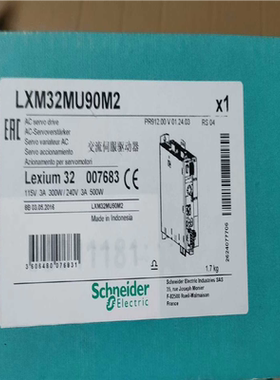 LXM32MU90M2
x1
EAC
AC servo drive
AC-Servoverstärker
Servo variateur AC
Servo accionamiento
Azionamento per servomotori
交流伺服驱动器
PR912.00 V 01.24.03
RS 04
Lexium 32 007683
115V 3A 300W / 240V 3A 500W
LXM32MU90M2
Made in Indonesia
1.7 kg
Schneider Electric
Schneider Electric Industries SAS
35, rue Joseph Monier
F-92500 Rueil-Malmaison
France